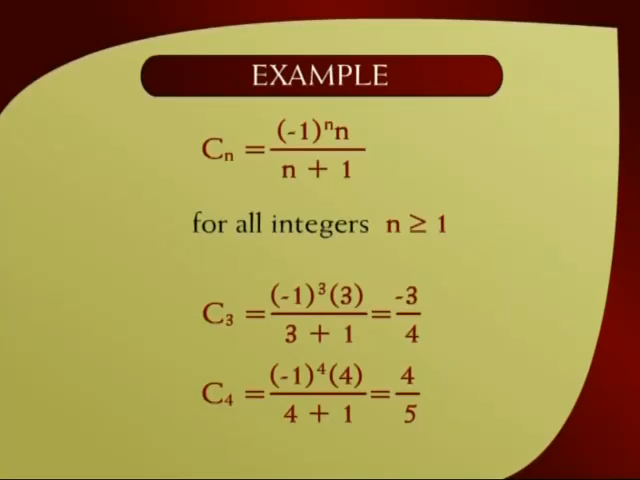 EXAMPLE
Cₙ = (-1)ⁿn / n + 1
for all integers n ≥ 1
C₃ = (-1)³(3) / 3 + 1 = -3 / 4
C₄ = (-1)⁴(4) / 4 + 1 = 4 / 5